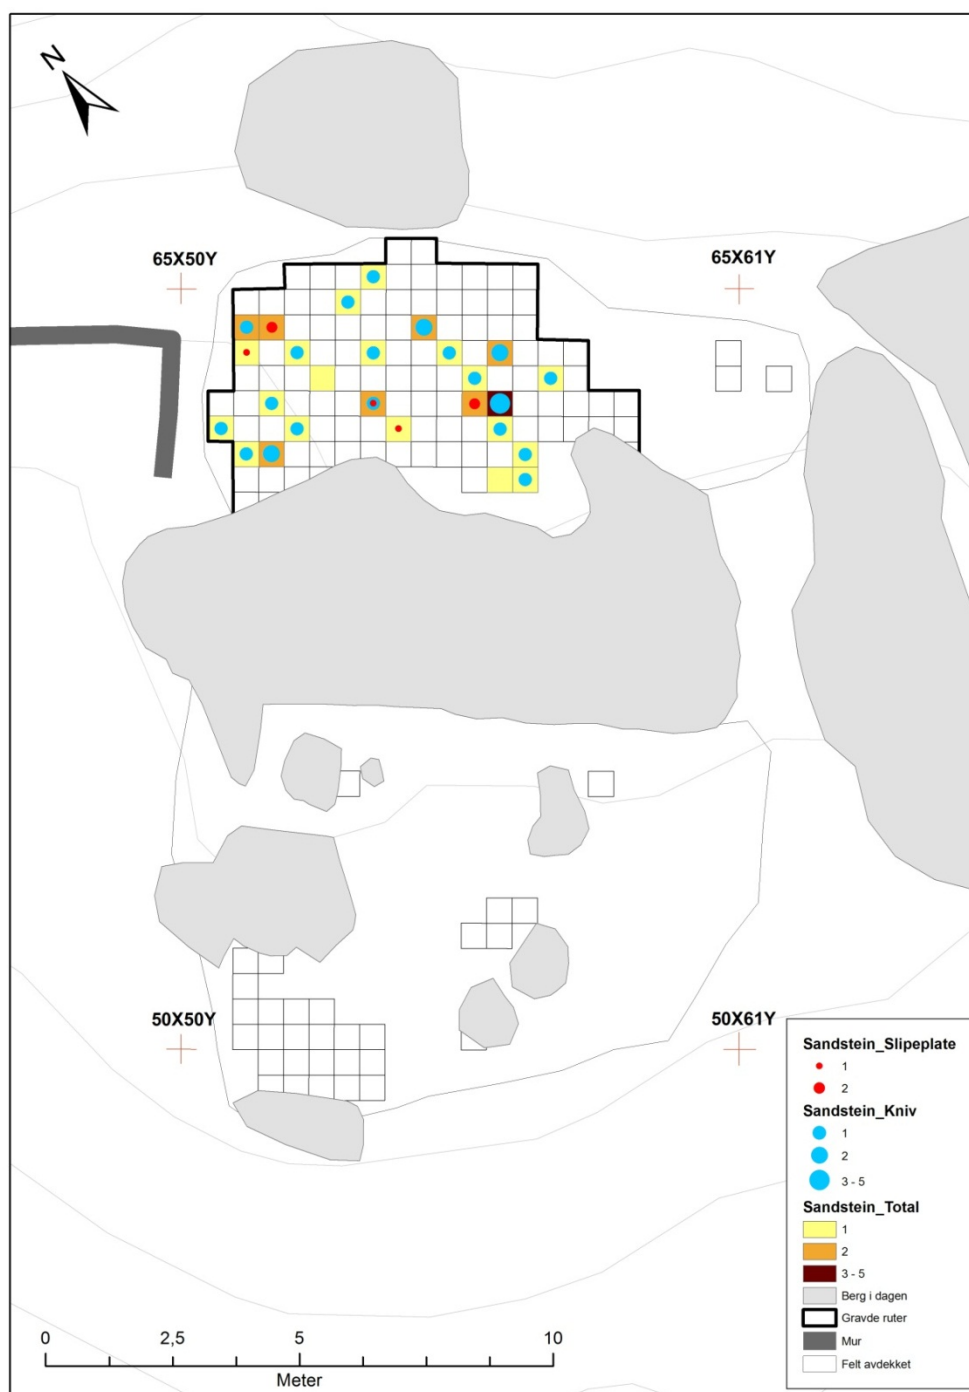 N
65X50Y
65X61Y
50X50Y
50X61Y
Sandstein_Slipeplate
1
2
Sandstein_Kniv
1
2
3 - 5
Sandstein_Total
1
2
3 - 5
Berg i dagen
Gravde ruter
Mur
Felt avdekket
0 2,5 5 10
Meter